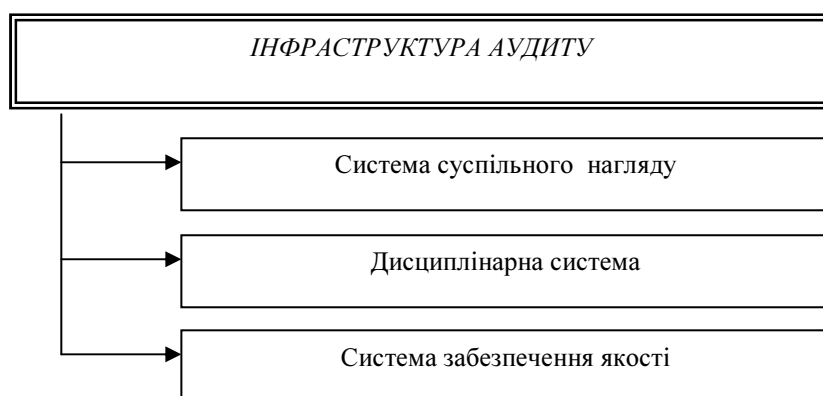 ІНФРАСТРУКТУРА АУДИТУ
Система суспільного нагляду
Дисциплінарна система
Система забезпечення якості